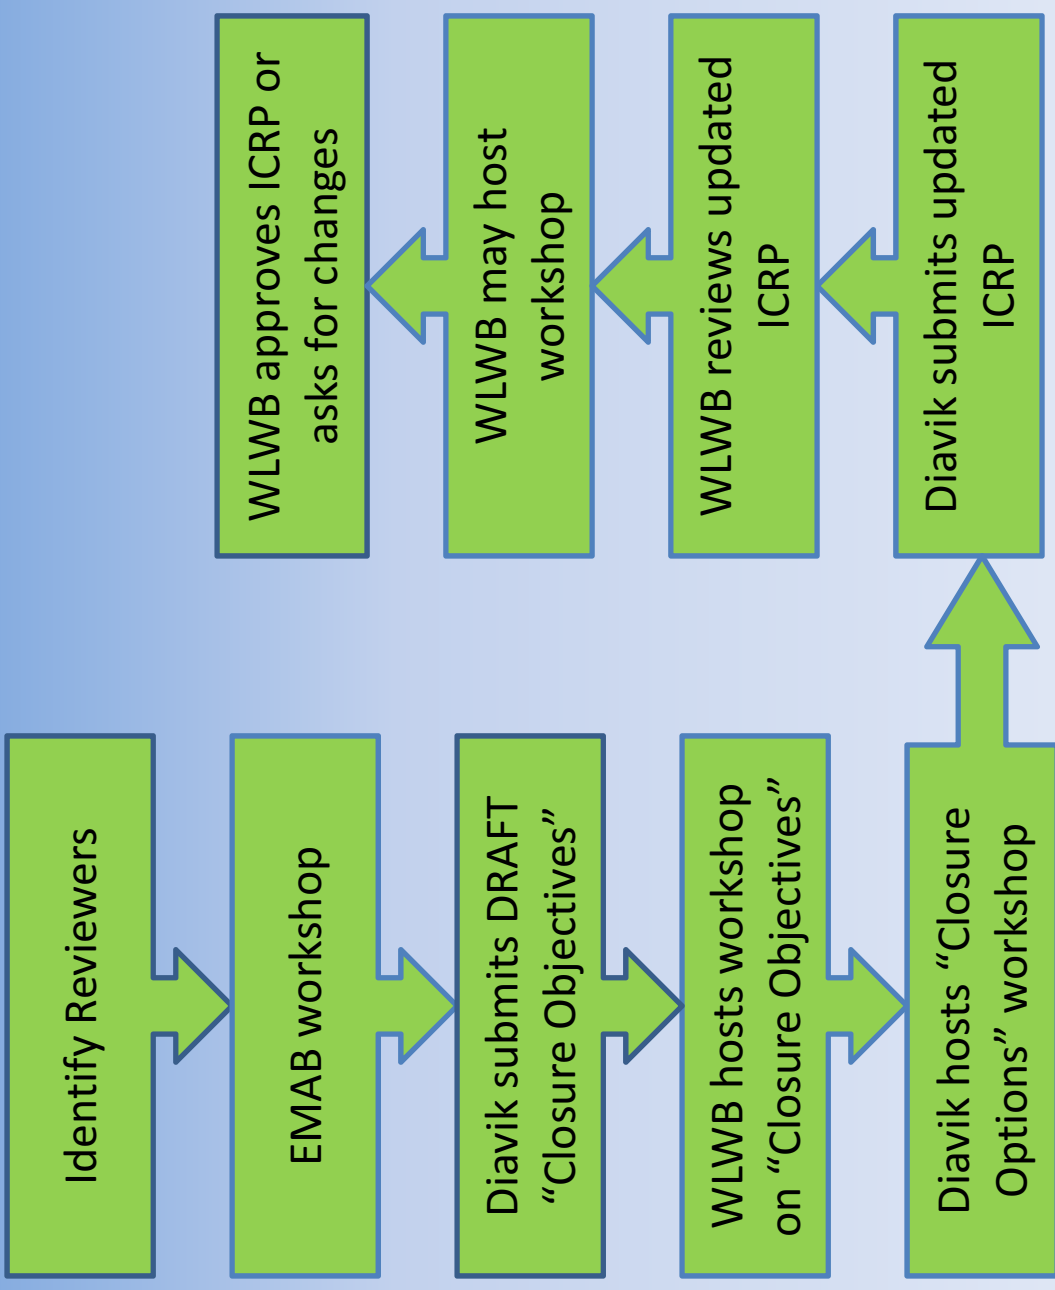 Identify Reviewers
EMAB workshop
Diavik submits DRAFT
“Closure Objectives”
WLWB hosts workshop
on “Closure Objectives”
Diavik hosts “Closure
Options” workshop
Diavik submits updated
ICRP
WLWB reviews updated
ICRP
WLWB may host
workshop
WLWB approves ICRP or
asks for changes